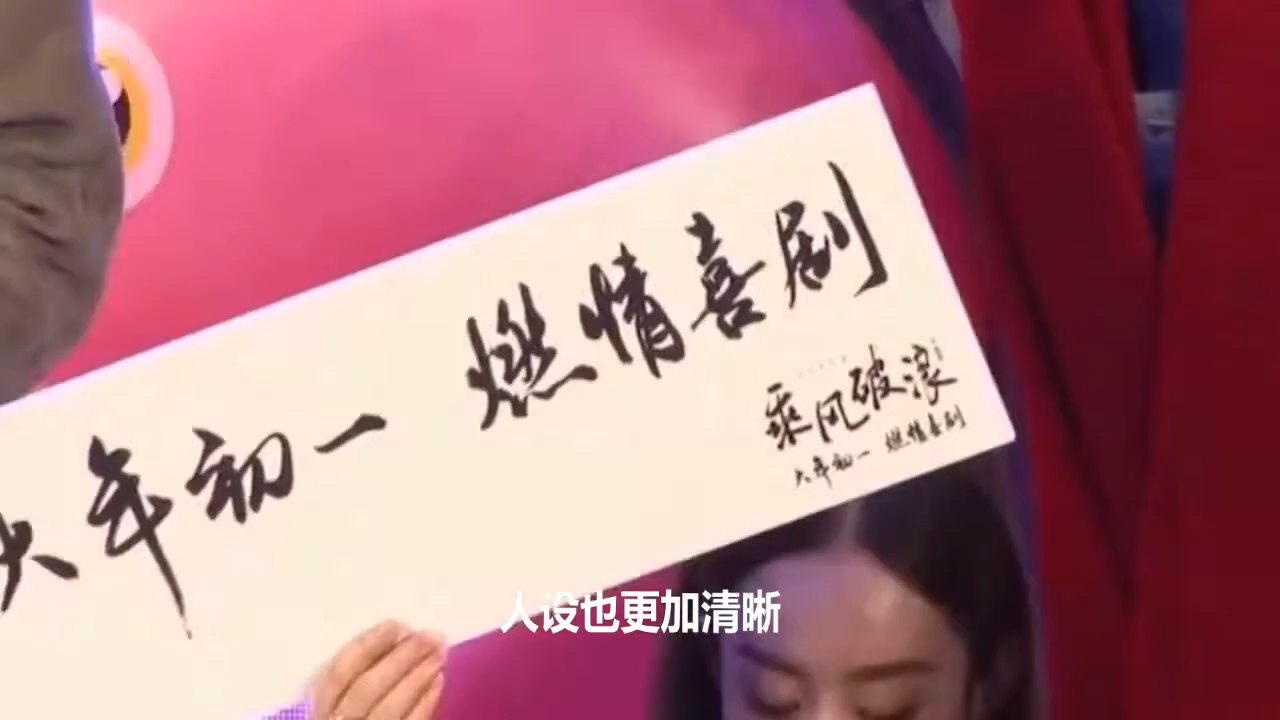 大年初一 燃情喜剧
乘风破浪
大年初一 燃情喜剧
人设也更加清晰